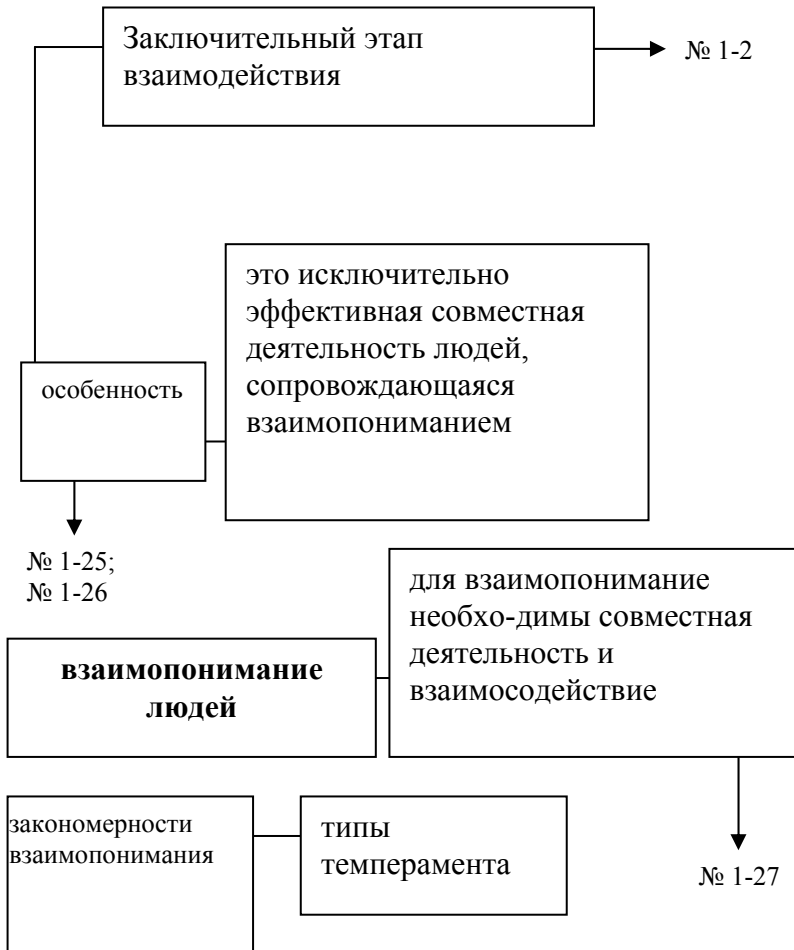 Заключительный этап
взаимодействия
№ 1-2
это исключительно
эффективная совместная
деятельность людей,
сопровождающаяся
взаимопониманием
особенность
№ 1-25;
№ 1-26
для взаимопонимание
необхо-димы совместная
деятельность и
взаимосодействие
взаимопонимание
людей
закономерности
взаимопонимания
типы
темперамента
№ 1-27